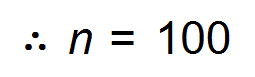 ∴ n = 100